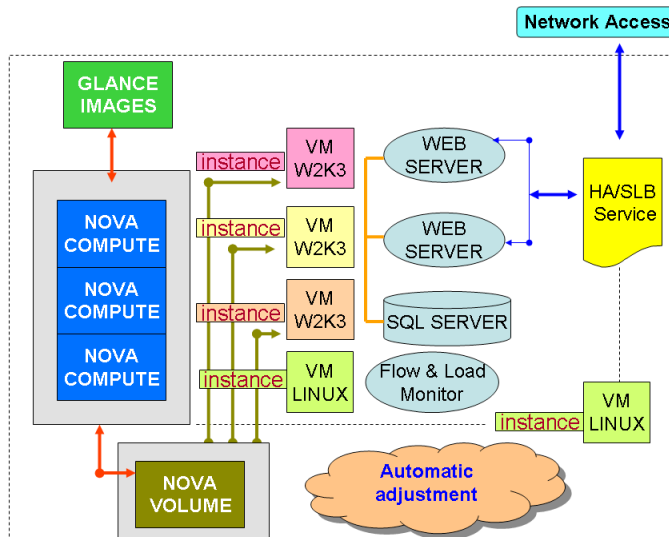 Network Access
GLANCE
IMAGES
instance
VM
W2K3
WEB
SERVER
HA/SLB
Service
NOVA
COMPUTE
instance
VM
W2K3
WEB
SERVER
NOVA
COMPUTE
instance
VM
W2K3
SQL SERVER
NOVA
COMPUTE
instance
VM
LINUX
Flow & Load
Monitor
instance
VM
LINUX
NOVA
VOLUME
Automatic
adjustment